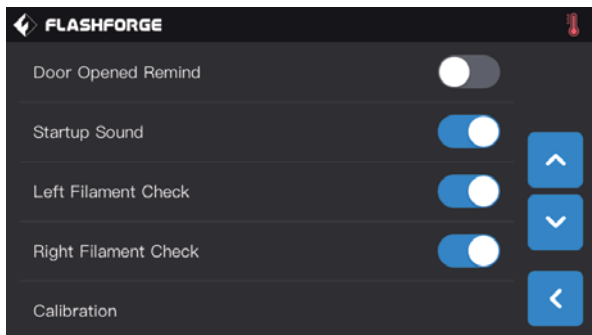 FLASHFORGE
Door Opened Remind
Startup Sound
Left Filament Check
Right Filament Check
Calibration